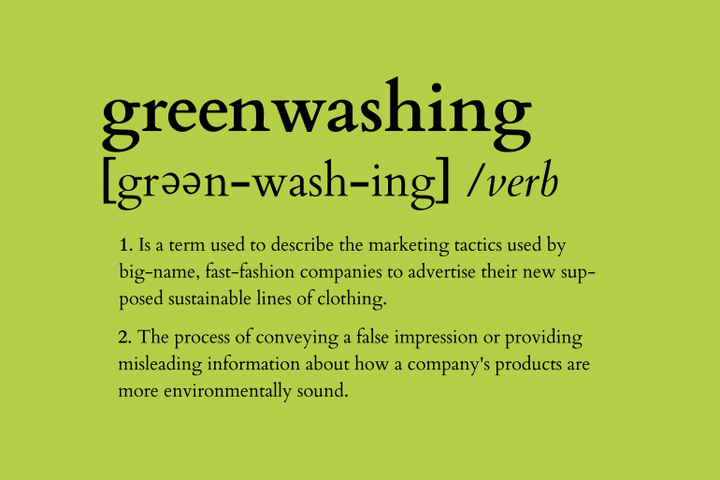 greenwashing
[grəən-wash-ing] /verb
1. Is a term used to describe the marketing tactics used by
big-name, fast-fashion companies to advertise their new sup-
posed sustainable lines of clothing.
2. The process of conveying a false impression or providing
misleading information about how a company's products are
more environmentally sound.